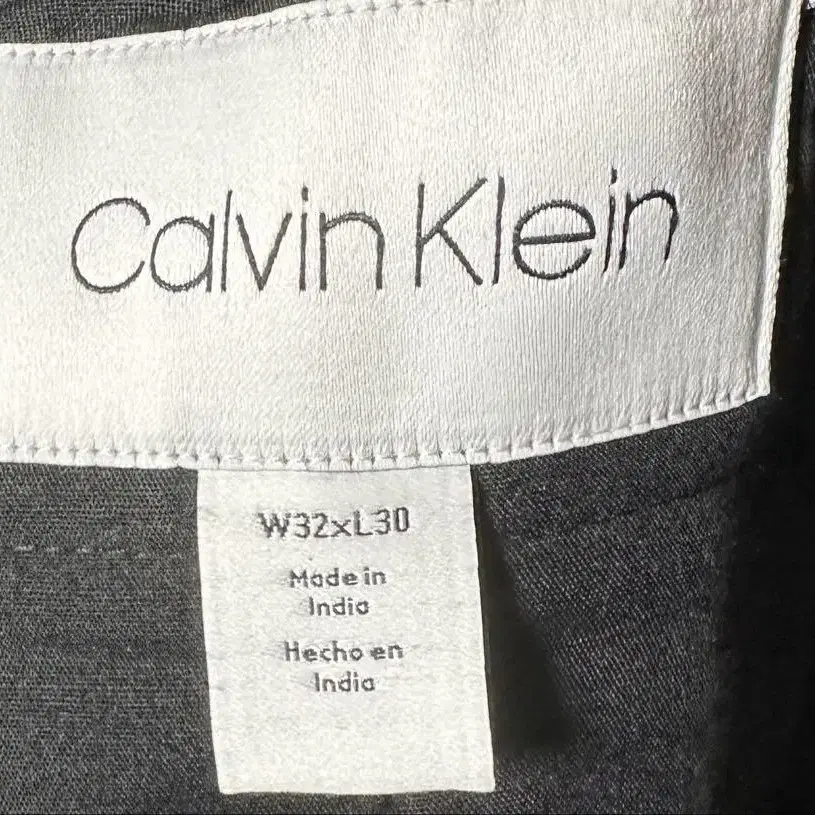 Calvin Klein
W32xL30
Made in
India
Hecho en
India